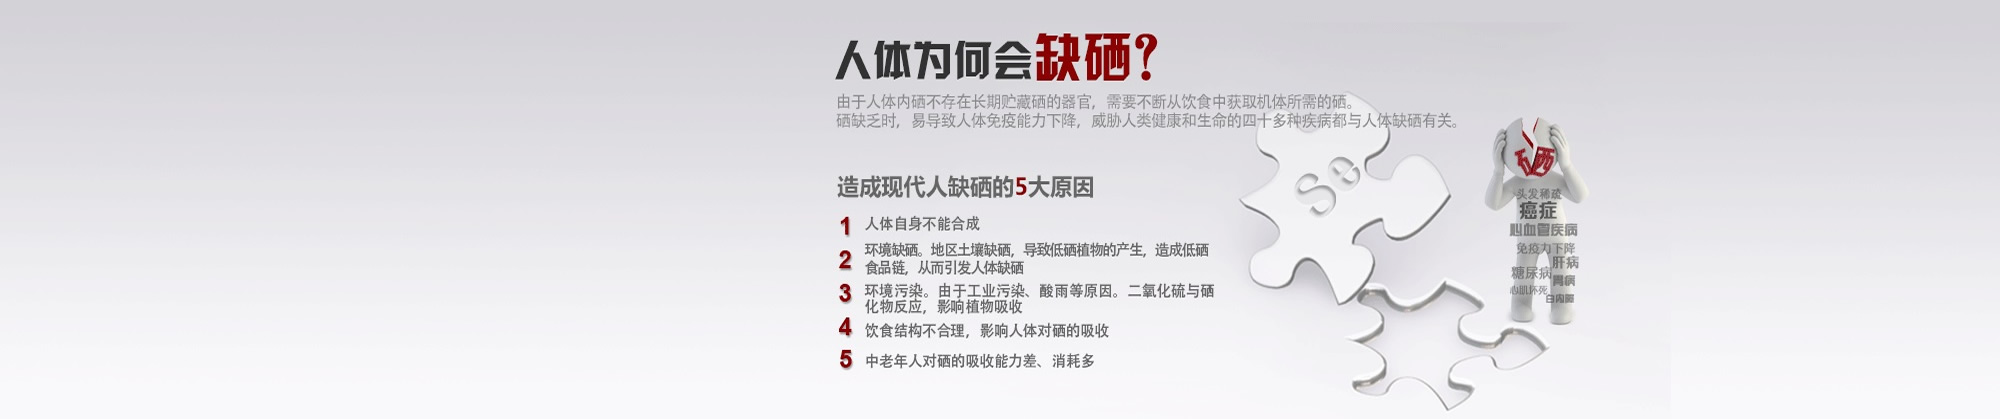 人体为何会缺硒?
由于人体内硒不存在长期贮藏硒的器官，需要不断从饮食中获取机体所需的硒。
硒缺乏时，易导致人体免疫能力下降，威胁人类健康和生命的四十多种疾病都与人体缺硒有关。
造成现代人缺硒的5大原因
1 人体自身不能合成
2 环境缺硒。地区土壤缺硒，导致低硒植物的产生，造成低硒
食品链，从而引发人体缺硒
3 环境污染。由于工业污染、酸雨等原因。二氧化硫与硒
化物反应，影响植物吸收
4 饮食结构不合理，影响人体对硒的吸收
5 中老年人对硒的吸收能力差、消耗多
Se
硒
头发稀疏
癌症
心血管疾病
免疫力下降
肝病
糖尿病
胃病
心肌坏死
白内障